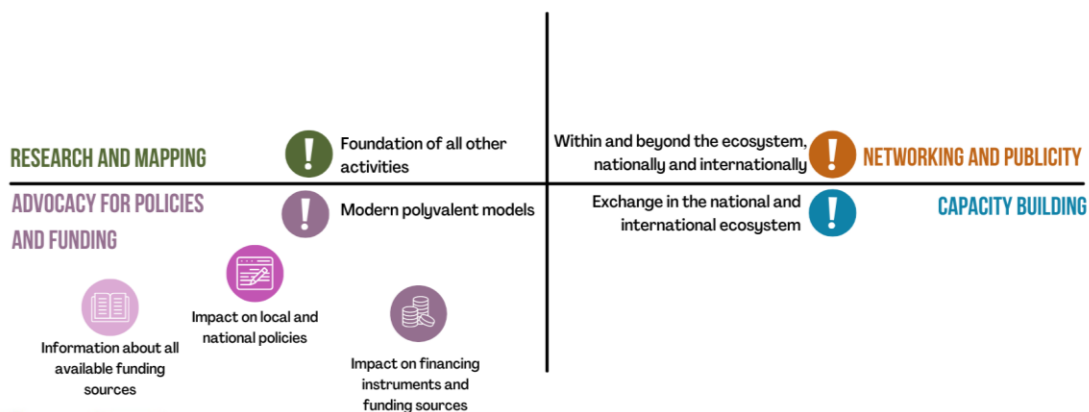 RESEARCH AND MAPPING
Foundation of all other
activities
Within and beyond the ecosystem,
nationally and internationally
NETWORKING AND PUBLICITY
ADVOCACY FOR POLICIES
AND FUNDING
Modern polyvalent models
Exchange in the national and
international ecosystem
CAPACITY BUILDING
Information about all
available funding
sources
Impact on local and
national policies
Impact on financing
instruments and
funding sources